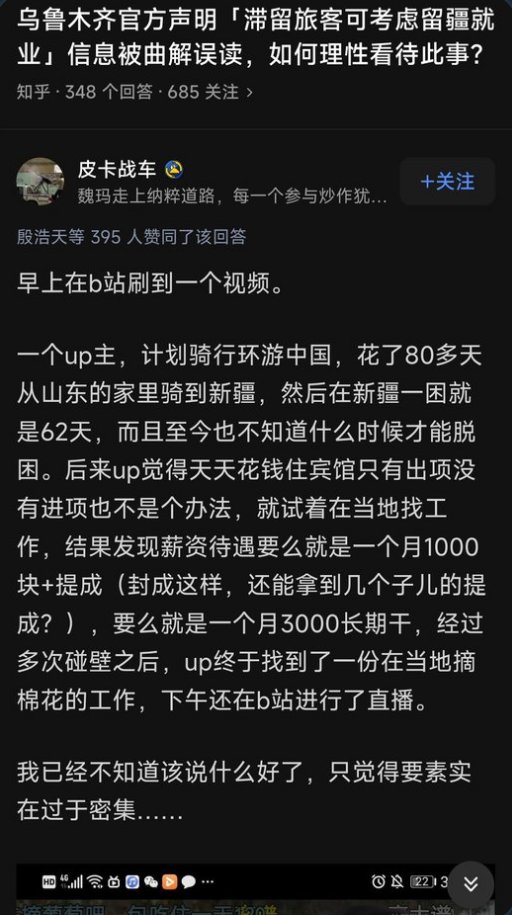 乌鲁木齐官方声明「滞留旅客可考虑留疆就
业」信息被曲解误读，如何理性看待此事？
知乎 · 348 个回答 · 685 关注 >
皮卡战车
+关注
魏玛走上纳粹道路，每一个参与炒作犹...
殷浩天等 395 人赞同了该回答
早上在b站刷到一个视频。
一个up主，计划骑行环游中国，花了80多天
从山东的家里骑到新疆，然后在新疆一困就
是62天，而且至今也不知道什么时候才能脱
困。后来up觉得天天花钱住宾馆只有出项没
有进项也不是个办法，就试着在当地找工
作，结果发现薪资待遇要么就是一个月1000
块+提成（封成这样，还能拿到几个子儿的提
成？），要么就是一个月3000长期干，经过
多次碰壁之后，up终于找到了一份在当地摘
棉花的工作，下午还在b站进行了直播。
我已经不知道该说什么好了，只觉得要素实
在过于密集......
HD 4G 22 3